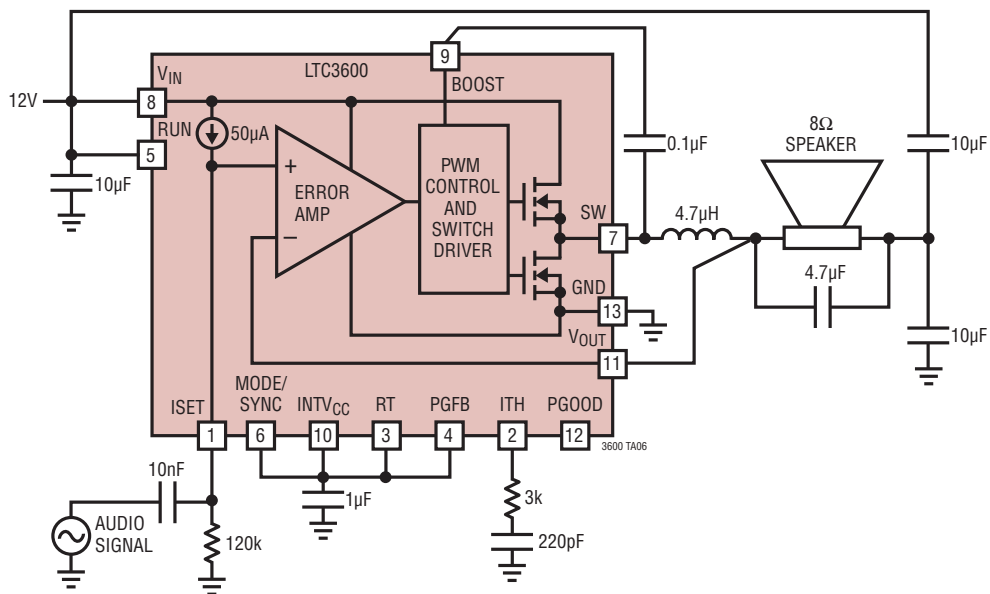 9
LTC3600
BOOST
VIN
12V
8
RUN
50µA
5
10µF
+
ERROR
AMP
–
PWM
CONTROL
AND
SWITCH
DRIVER
0.1µF
8Ω
SPEAKER
10µF
SW
7
4.7µH
4.7µF
GND
13
VOUT
11
10µF
ISET
MODE/
SYNC
INTVCC
RT
PGFB
ITH
PGOOD
1
6
10
3
4
2
12
3600 TA06
10nF
1µF
3k
AUDIO
SIGNAL
120k
220pF